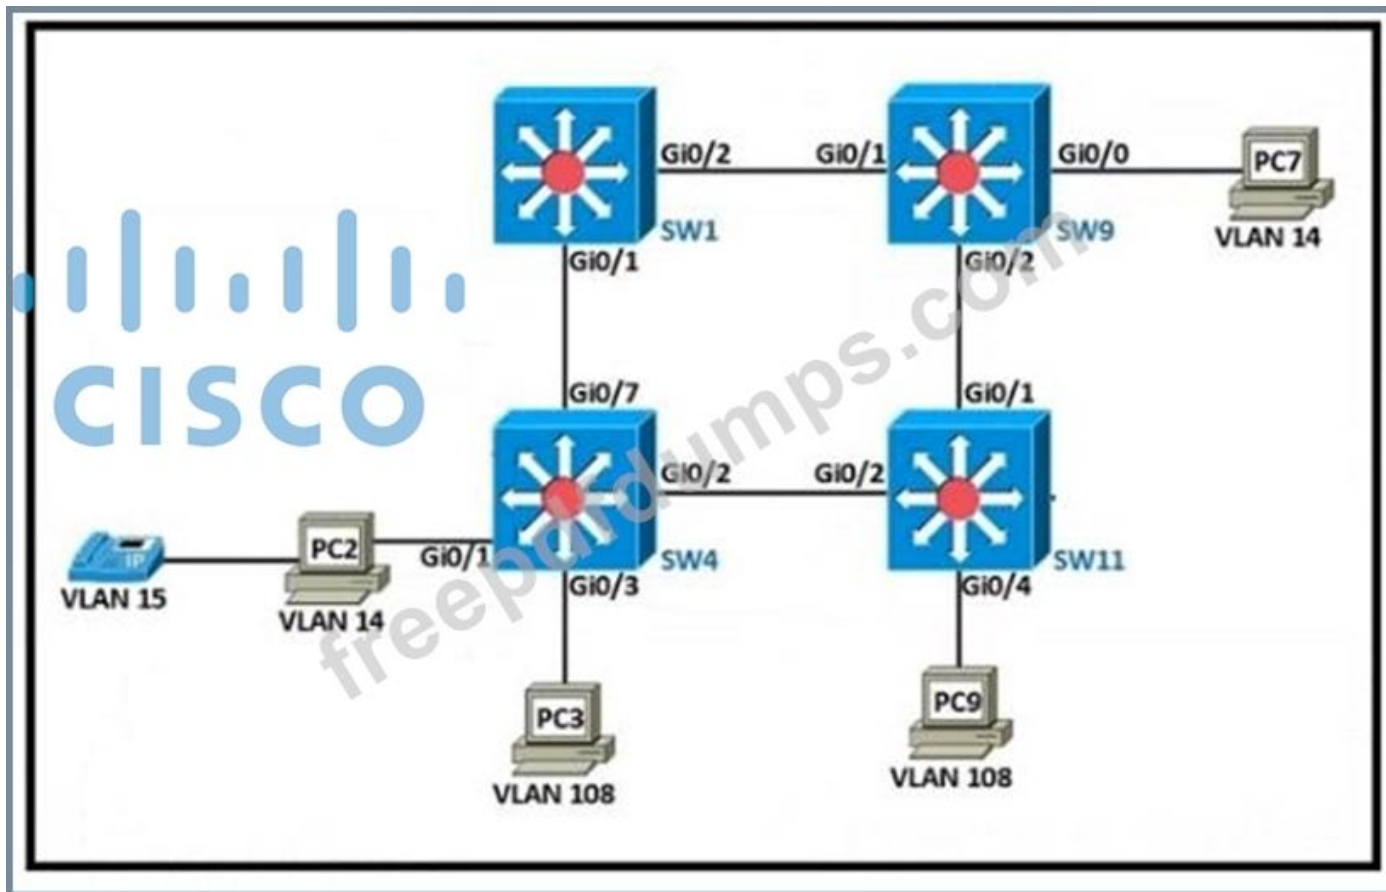 Gi0/2
Gi0/1
Gi0/0
PC7
SW1
SW9
VLAN 14
Gi0/1
Gi0/2
CISCO
Gi0/7
Gi0/1
Gi0/2
Gi0/2
PC2
Gi0/1
IP
SW4
SW11
VLAN 15
VLAN 14
Gi0/3
Gi0/4
PC3
PC9
VLAN 108
VLAN 108
freepdfdumps.com